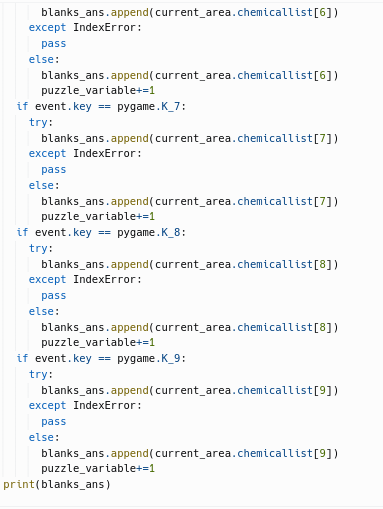 blanks_ans.append(current_area.chemicallist[6])
except IndexError:
pass
else:
blanks_ans.append(current_area.chemicallist[6])
puzzle_variable+=1
if event.key == pygame.K_7:
try:
blanks_ans.append(current_area.chemicallist[7])
except IndexError:
pass
else:
blanks_ans.append(current_area.chemicallist[7])
puzzle_variable+=1
if event.key == pygame.K_8:
try:
blanks_ans.append(current_area.chemicallist[8])
except IndexError:
pass
else:
blanks_ans.append(current_area.chemicallist[8])
puzzle_variable+=1
if event.key == pygame.K_9:
try:
blanks_ans.append(current_area.chemicallist[9])
except IndexError:
pass
else:
blanks_ans.append(current_area.chemicallist[9])
puzzle_variable+=1
print(blanks_ans)